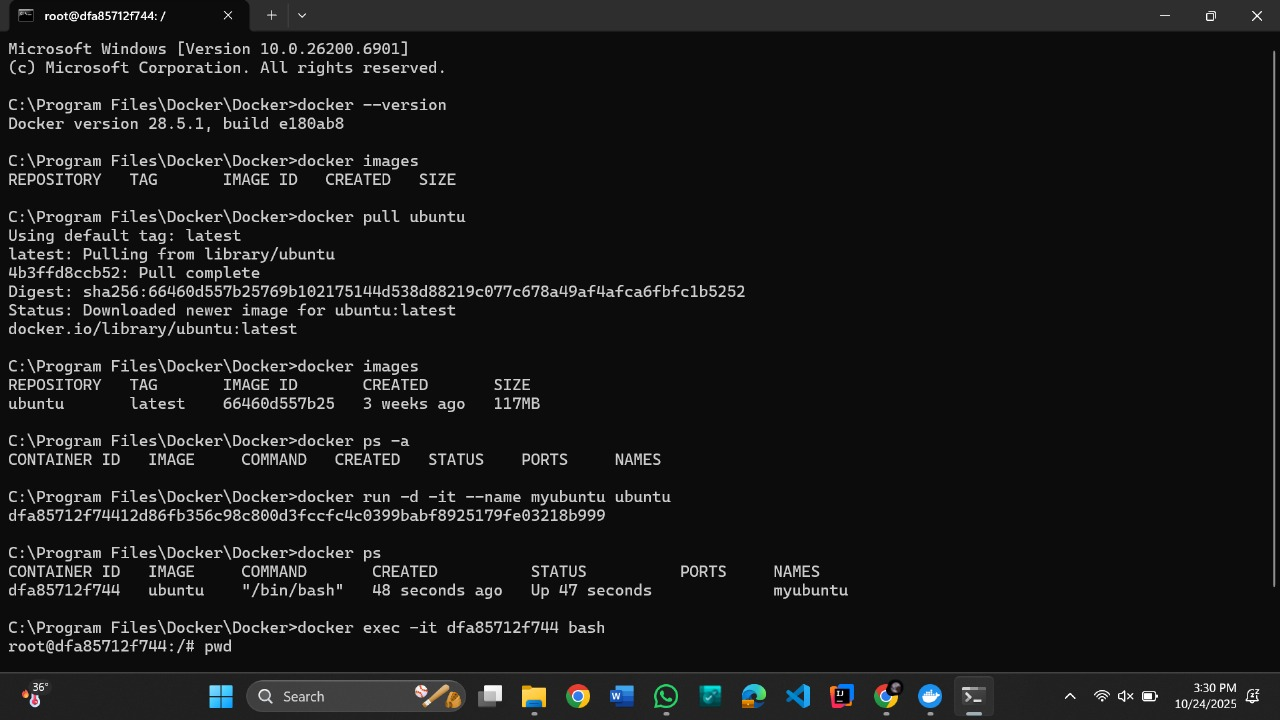 root@dfa85712f744: /
Microsoft Windows [Version 10.0.26200.6901]
(c) Microsoft Corporation. All rights reserved.
C:\Program Files\Docker\Docker>docker --version
Docker version 28.5.1, build e180ab8
C:\Program Files\Docker\Docker>docker images
REPOSITORY   TAG       IMAGE ID   CREATED   SIZE
C:\Program Files\Docker\Docker>docker pull ubuntu
Using default tag: latest
latest: Pulling from library/ubuntu
4b3ffd8ccb52: Pull complete
Digest: sha256:66460d557b25769b102175144d538d88219c077c678a49af4afca6fbfc1b5252
Status: Downloaded newer image for ubuntu:latest
docker.io/library/ubuntu:latest
C:\Program Files\Docker\Docker>docker images
REPOSITORY   TAG       IMAGE ID       CREATED       SIZE
ubuntu       latest    66460d557b25   3 weeks ago   117MB
C:\Program Files\Docker\Docker>docker ps -a
CONTAINER ID   IMAGE     COMMAND   CREATED   STATUS    PORTS     NAMES
C:\Program Files\Docker\Docker>docker run -d -it --name myubuntu ubuntu
dfa85712f74412d86fb356c98c800d3fccfc4c0399babf8925179fe03218b999
C:\Program Files\Docker\Docker>docker ps
CONTAINER ID   IMAGE     COMMAND       CREATED          STATUS          PORTS     NAMES
dfa85712f744   ubuntu    "/bin/bash"   48 seconds ago   Up 47 seconds             myubuntu
C:\Program Files\Docker\Docker>docker exec -it dfa85712f744 bash
root@dfa85712f744:/# pwd
36°
Search
3:30 PM
10/24/2025